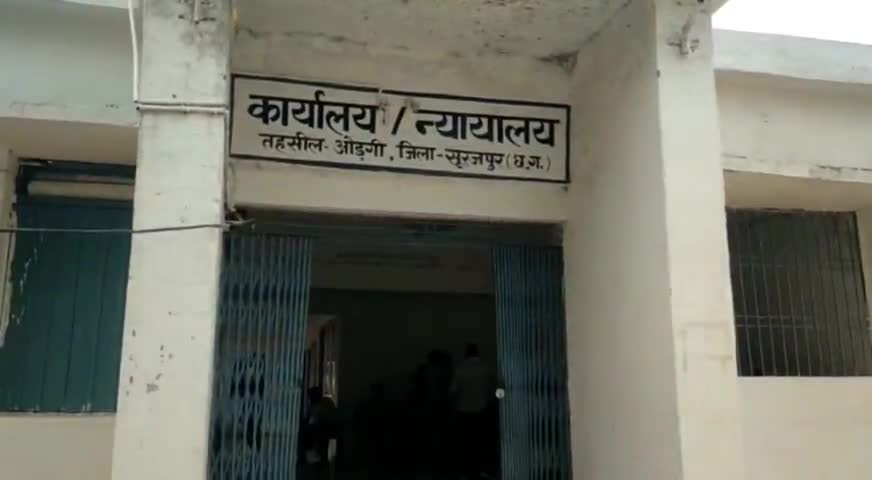 कार्यालय / न्यायालय
तहसील- ओड़गी, जिला-सूरजपुर (छ.ग.)